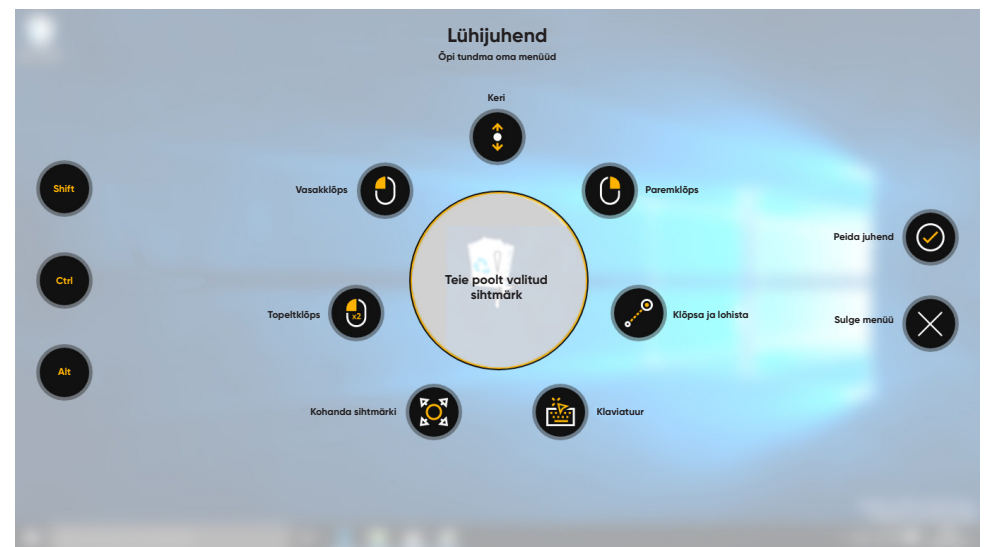 Lühijuhend
Õpi tundma oma menüüd
Keri
Vasakklõps
Paremklõps
Shift
Peida juhend
Ctrl
Teie poolt valitud
sihtmärk
Topeltklõps
x2
Klõpsa ja lohista
Sulge menüü
Alt
Kohanda sihtmärki
Klaviatuur